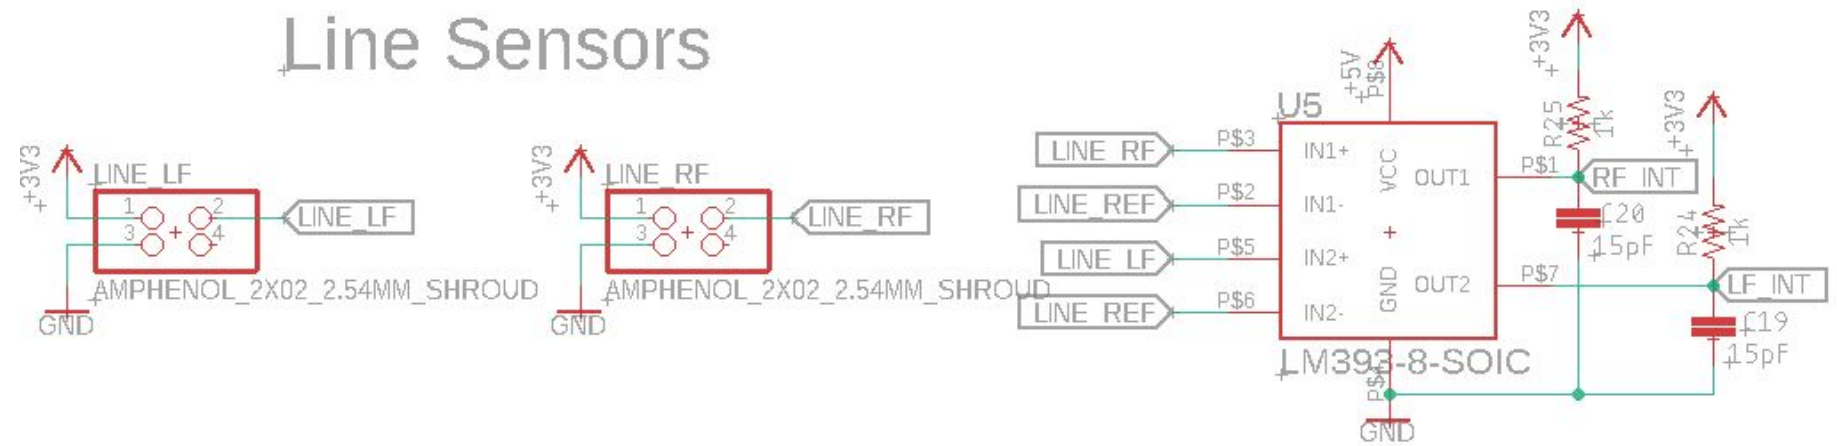 Line Sensors
+3V3
LINE_LF
1
2
3
4
LINE_LF
AMPHENOL_2X02_2.54MM_SHROUD
GND
+3V3
LINE_RF
1
2
3
4
LINE_RF
AMPHENOL_2X02_2.54MM_SHROUD
GND
U5
+5V
P$8
LINE_RF
P$3
IN1+
LINE_REF
P$2
IN1-
LINE_LF
P$5
IN2+
LINE_REF
P$6
IN2-
VCC
GND
OUT1
P$1
OUT2
P$7
LM393-8-SOIC
GND
+3V3
R25
1k
RF_INT
C20
15pF
+3V3
R24
1k
LF_INT
C19
15pF